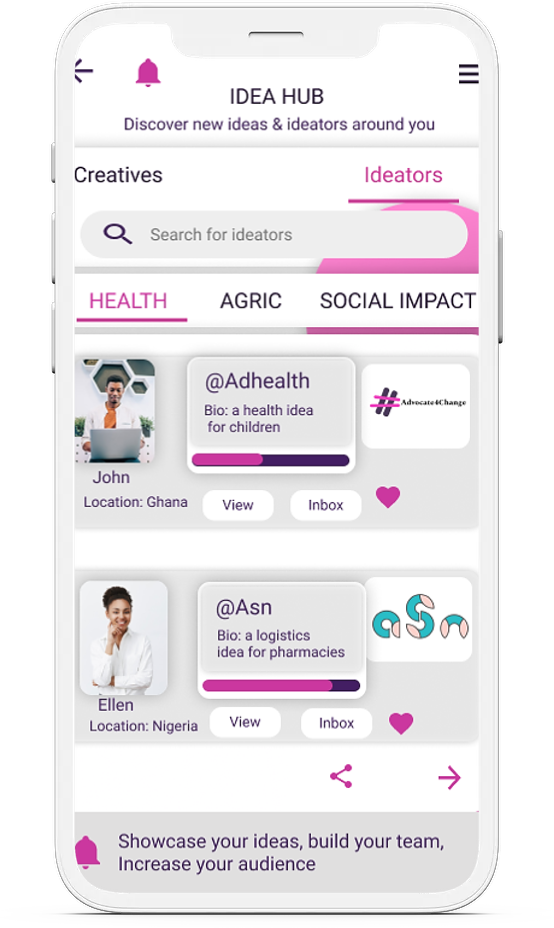 IDEA HUB
Discover new ideas & ideators around you
Creatives
Ideators
Search for ideators
HEALTH
AGRIC
SOCIAL IMPACT
@Adhealth
Bio: a health idea
for children
#Advocate4Change
John
Location: Ghana
View
Inbox
@Asn
Bio: a logistics
idea for pharmacies
aSn
Ellen
Location: Nigeria
View
Inbox
Showcase your ideas, build your team,
Increase your audience